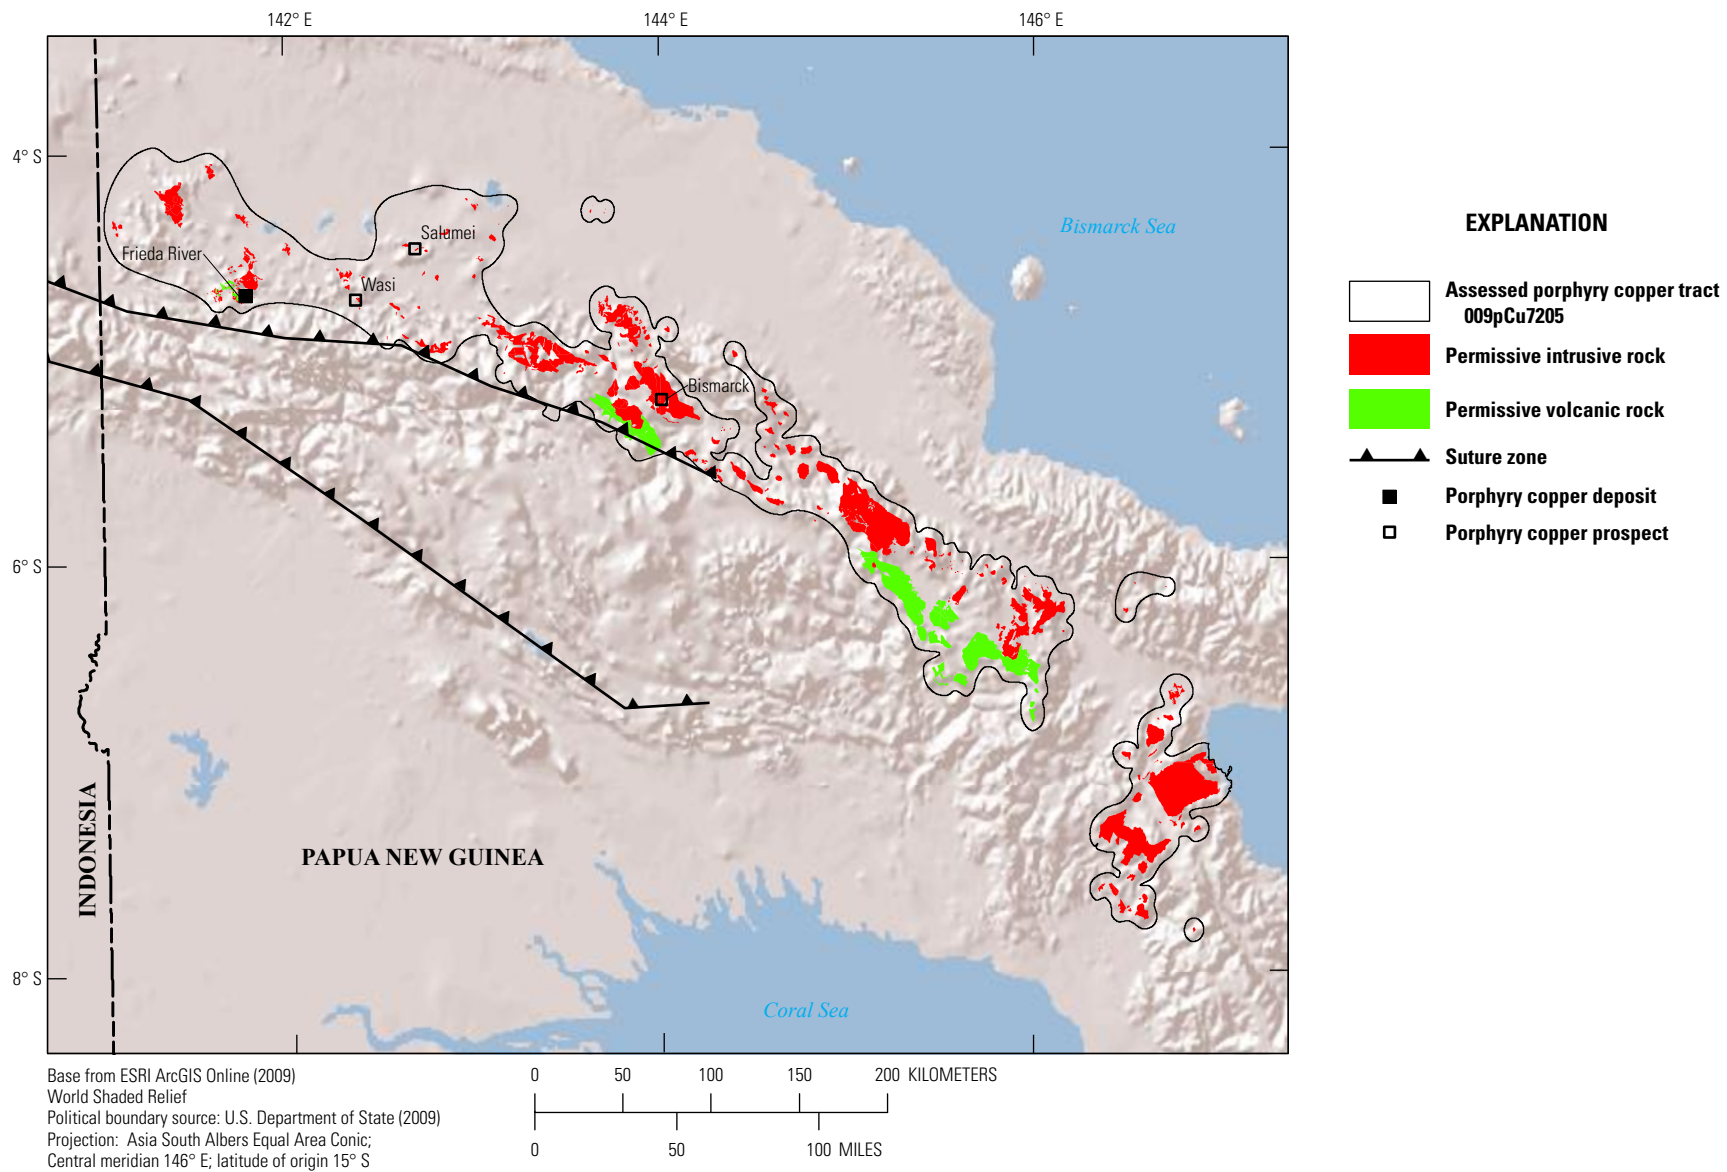 142° E
144° E
146° E
4° S
6° S
8° S
Frieda River
Salumei
Wasi
Bismarck
Bismarck Sea
INDONESIA
PAPUA NEW GUINEA
Coral Sea
EXPLANATION
Assessed porphyry copper tract
009pCu7205
Permissive intrusive rock
Permissive volcanic rock
Suture zone
Porphyry copper deposit
Porphyry copper prospect
Base from ESRI ArcGIS Online (2009)
World Shaded Relief
Political boundary source: U.S. Department of State (2009)
Projection: Asia South Albers Equal Area Conic;
Central meridian 146° E; latitude of origin 15° S
0 50 100 150 200 KILOMETERS
0 50 100 MILES